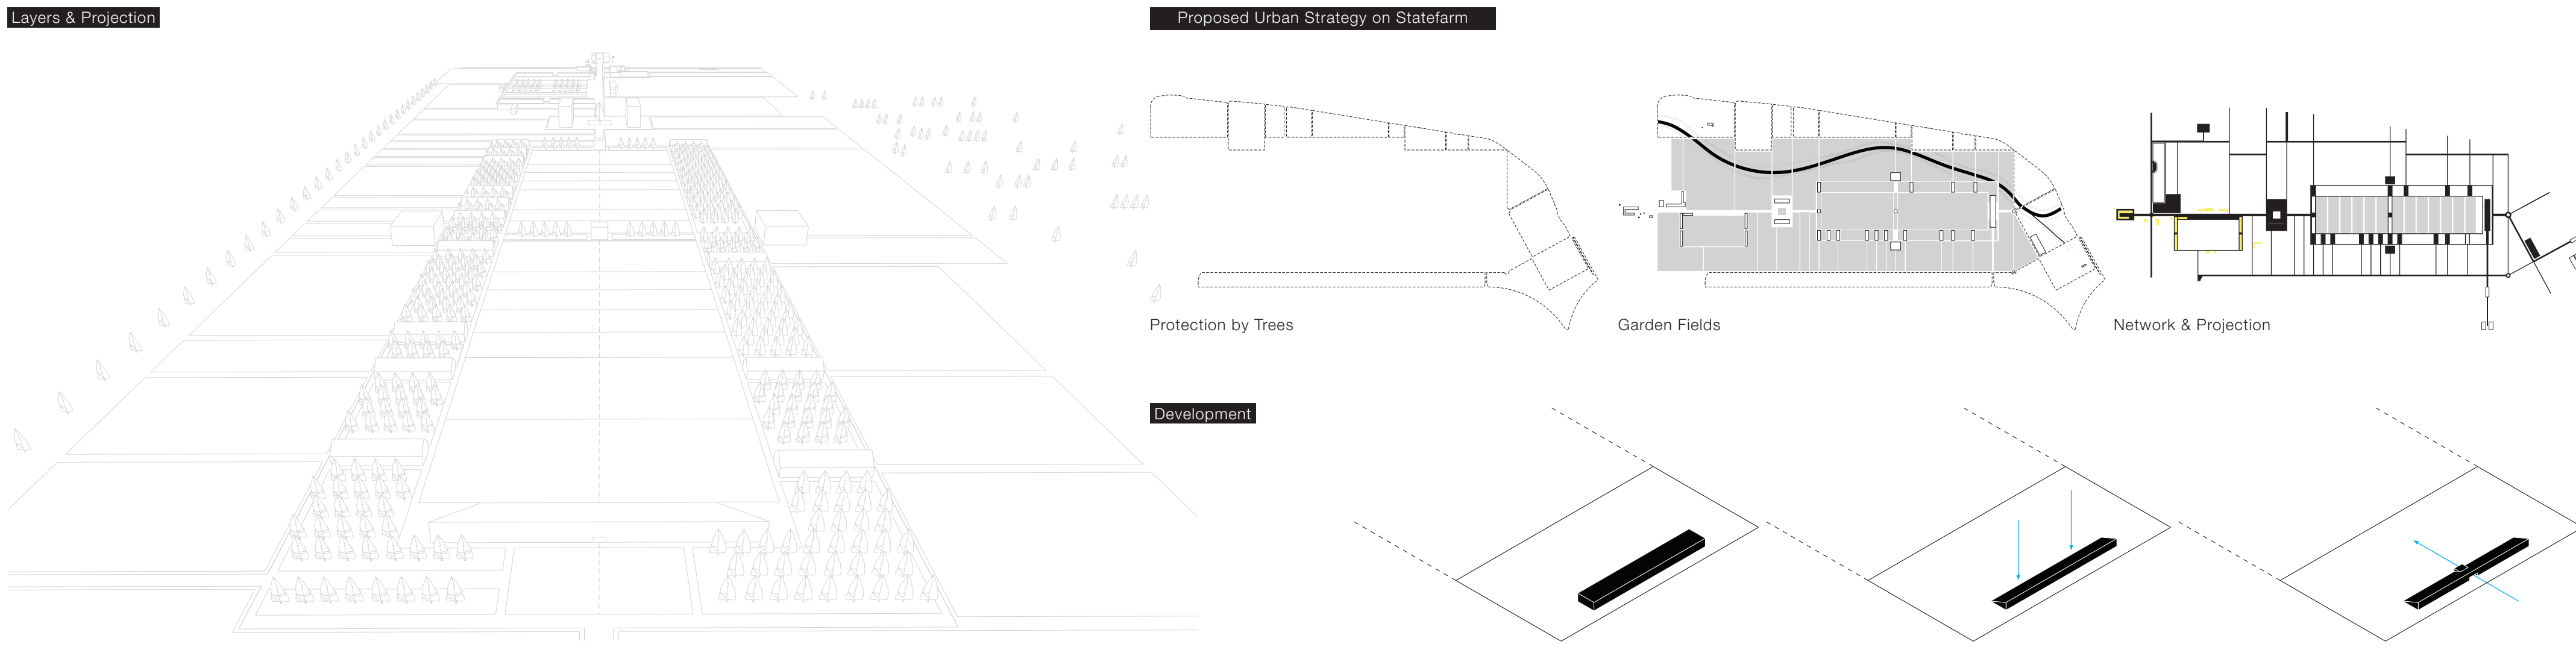 Layers & Projection
Proposed Urban Strategy on Statefarm
Protection by Trees
Garden Fields
Network & Projection
Development